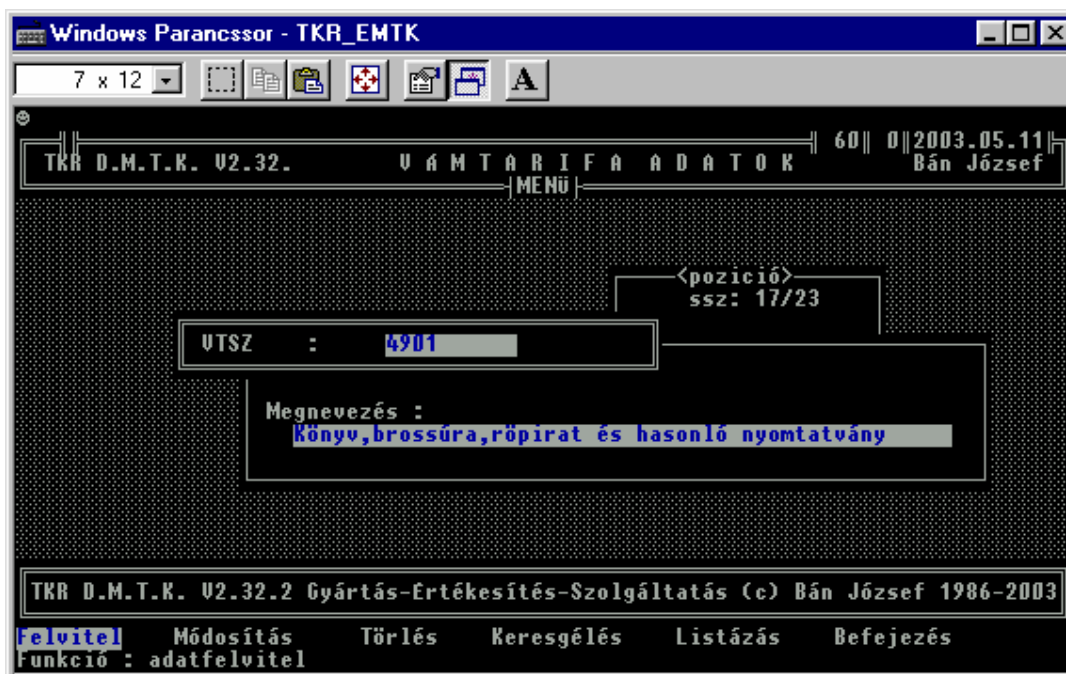 Windows Parancssor - TKR_EMTK
7 x 12
60 0 2003.05.11
TKR D.M.T.K. V2.32. V á M T A R I F A A D A T O K Bán József
MENü
<pozició>
ssz: 17/23
VTSZ : 4901
Megnevezés :
Könyv,brossúra,röpirat és hasonló nyomtatvány
TKR D.M.T.K. V2.32.2 Gyártás-Értékesítés-Szolgáltatás (c) Bán József 1986-2003
Felvitel Módosítás Törlés Keresgélés Listázás Befejezés
Funkció : adatfelvitel